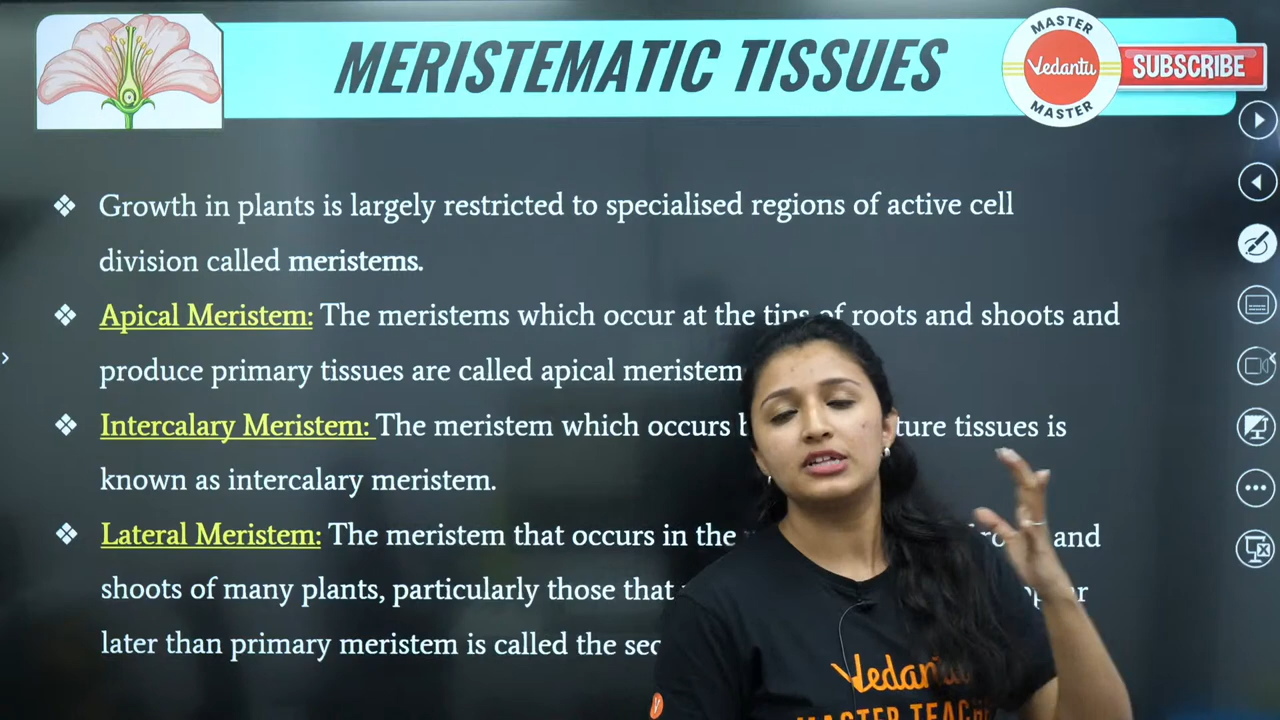 MERISTEMATIC TISSUES
MASTER
Vedantu
MASTER
SUBSCRIBE
❖ Growth in plants is largely restricted to specialised regions of active cell
division called meristems.
❖ Apical Meristem: The meristems which occur at the tips of roots and shoots and
produce primary tissues are called apical meristem
❖ Intercalary Meristem: The meristem which occurs tissues is
known as intercalary meristem.
❖ Lateral Meristem: The meristem that occurs in the and
shoots of many plants, particularly those that
later than primary meristem is called the
Vedantu
MASTER